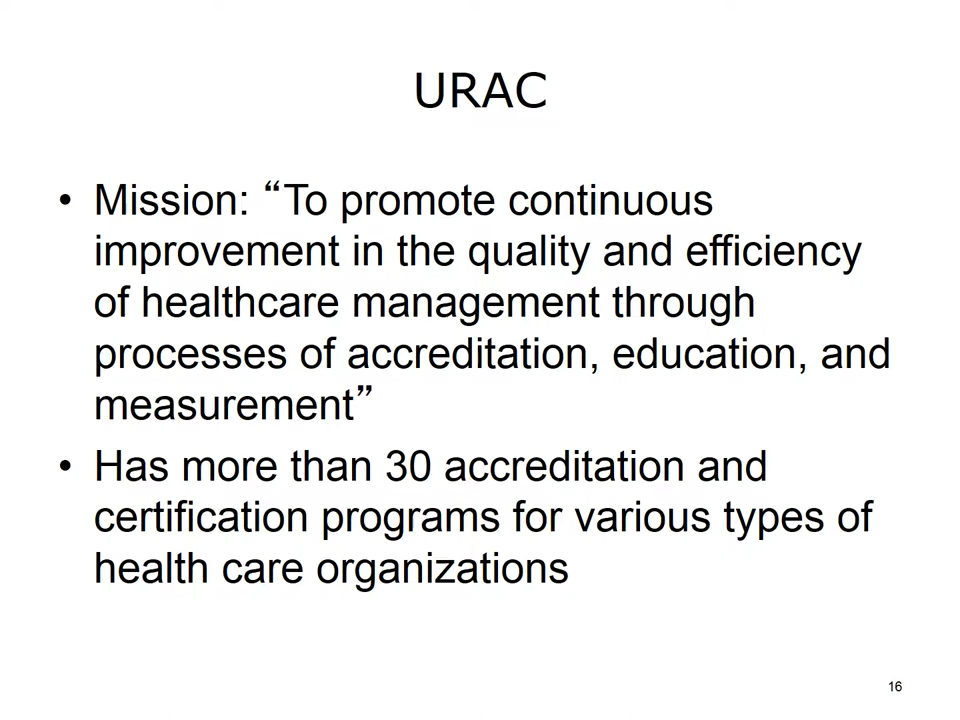 URAC
• Mission: “To promote continuous
improvement in the quality and efficiency
of healthcare management through
processes of accreditation, education, and
measurement”
• Has more than 30 accreditation and
certification programs for various types of
health care organizations
16